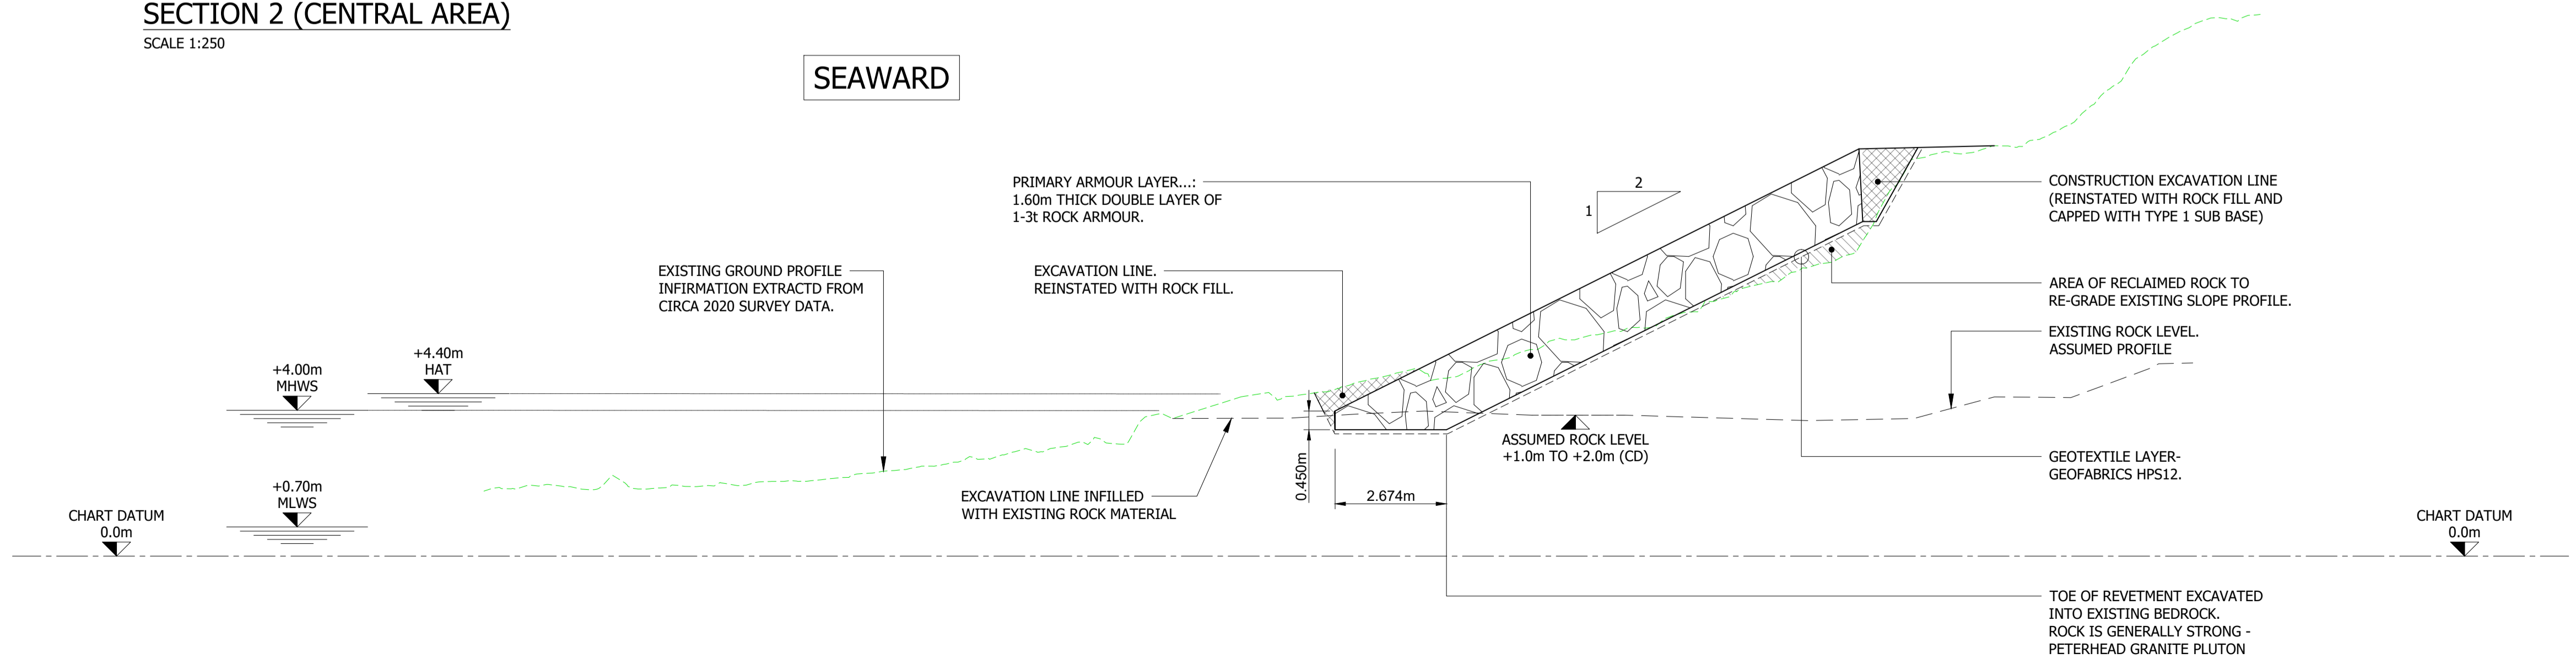 SECTION 2 (CENTRAL AREA)
SCALE 1:250
SEAWARD
PRIMARY ARMOUR LAYER...:
1.60m THICK DOUBLE LAYER OF
1-3t ROCK ARMOUR.
2
1
CONSTRUCTION EXCAVATION LINE
(REINSTATED WITH ROCK FILL AND
CAPPED WITH TYPE 1 SUB BASE)
EXISTING GROUND PROFILE
INFIRMATION EXTRACTD FROM
CIRCA 2020 SURVEY DATA.
EXCAVATION LINE.
REINSTATED WITH ROCK FILL.
AREA OF RECLAIMED ROCK TO
RE-GRADE EXISTING SLOPE PROFILE.
EXISTING ROCK LEVEL.
ASSUMED PROFILE
+4.00m
MHWS
+4.40m
HAT
ASSUMED ROCK LEVEL
+1.0m TO +2.0m (CD)
GEOTEXTILE LAYER-
GEOFABRICS HPS12.
0.450m
2.674m
EXCAVATION LINE INFILLED
WITH EXISTING ROCK MATERIAL
+0.70m
MLWS
CHART DATUM
0.0m
CHART DATUM
0.0m
TOE OF REVETMENT EXCAVATED
INTO EXISTING BEDROCK.
ROCK IS GENERALLY STRONG -
PETERHEAD GRANITE PLUTON